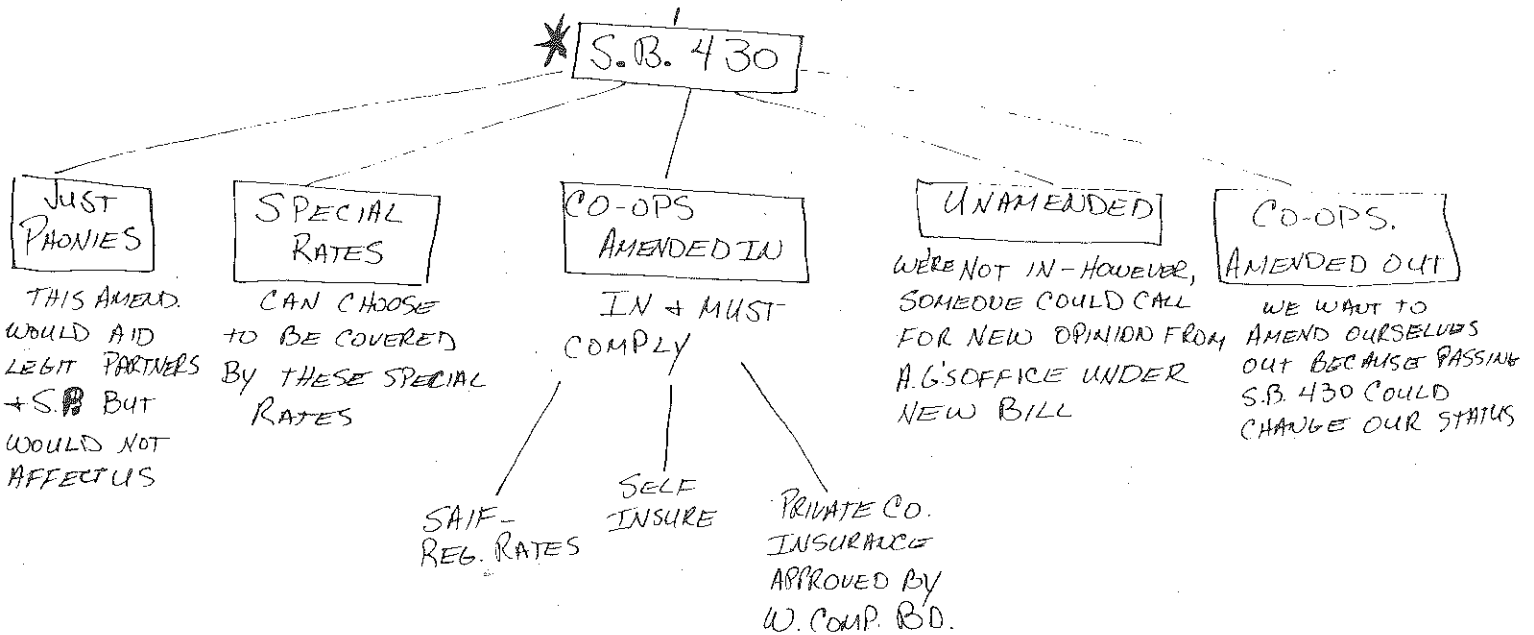 S.B. 430
JUST
PHONIES
THIS AMEND.
WOULD AID
LEGIT PARTNERS
+ S.P. BUT
WOULD NOT
AFFECT US
SPECIAL
RATES
CAN CHOOSE
TO BE COVERED
BY THESE SPECIAL
RATES
CO-OPS
AMENDED IN
IN + MUST
COMPLY
SAIF-
REG. RATES
SELF
INSURE
PRIVATE CO.
INSURANCE
APPROVED BY
W. COMP. BD.
UNAMENDED
WERE NOT IN - HOWEVER,
SOMEONE COULD CALL
FOR NEW OPINION FROM
A.G'S OFFICE UNDER
NEW BILL
CO-OPS.
AMENDED OUT
WE WANT TO
AMEND OURSELVES
OUT BECAUSE PASSING
S.B. 430 COULD
CHANGE OUR STATUS